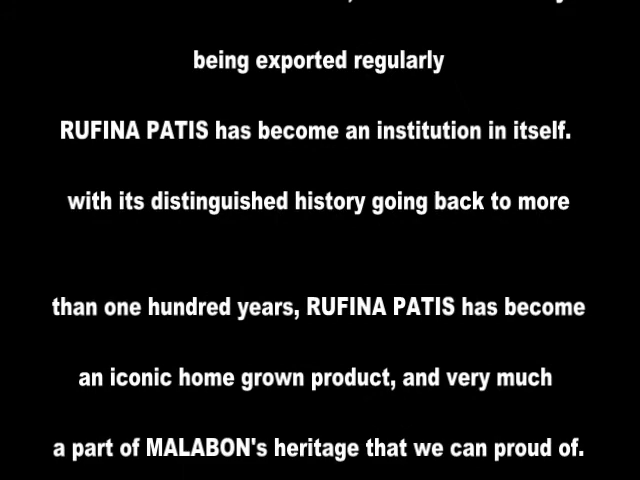 being exported regularly
RUFINA PATIS has become an institution in itself.
with its distinguished history going back to more
than one hundred years, RUFINA PATIS has become
an iconic home grown product, and very much
a part of MALABON's heritage that we can proud of.